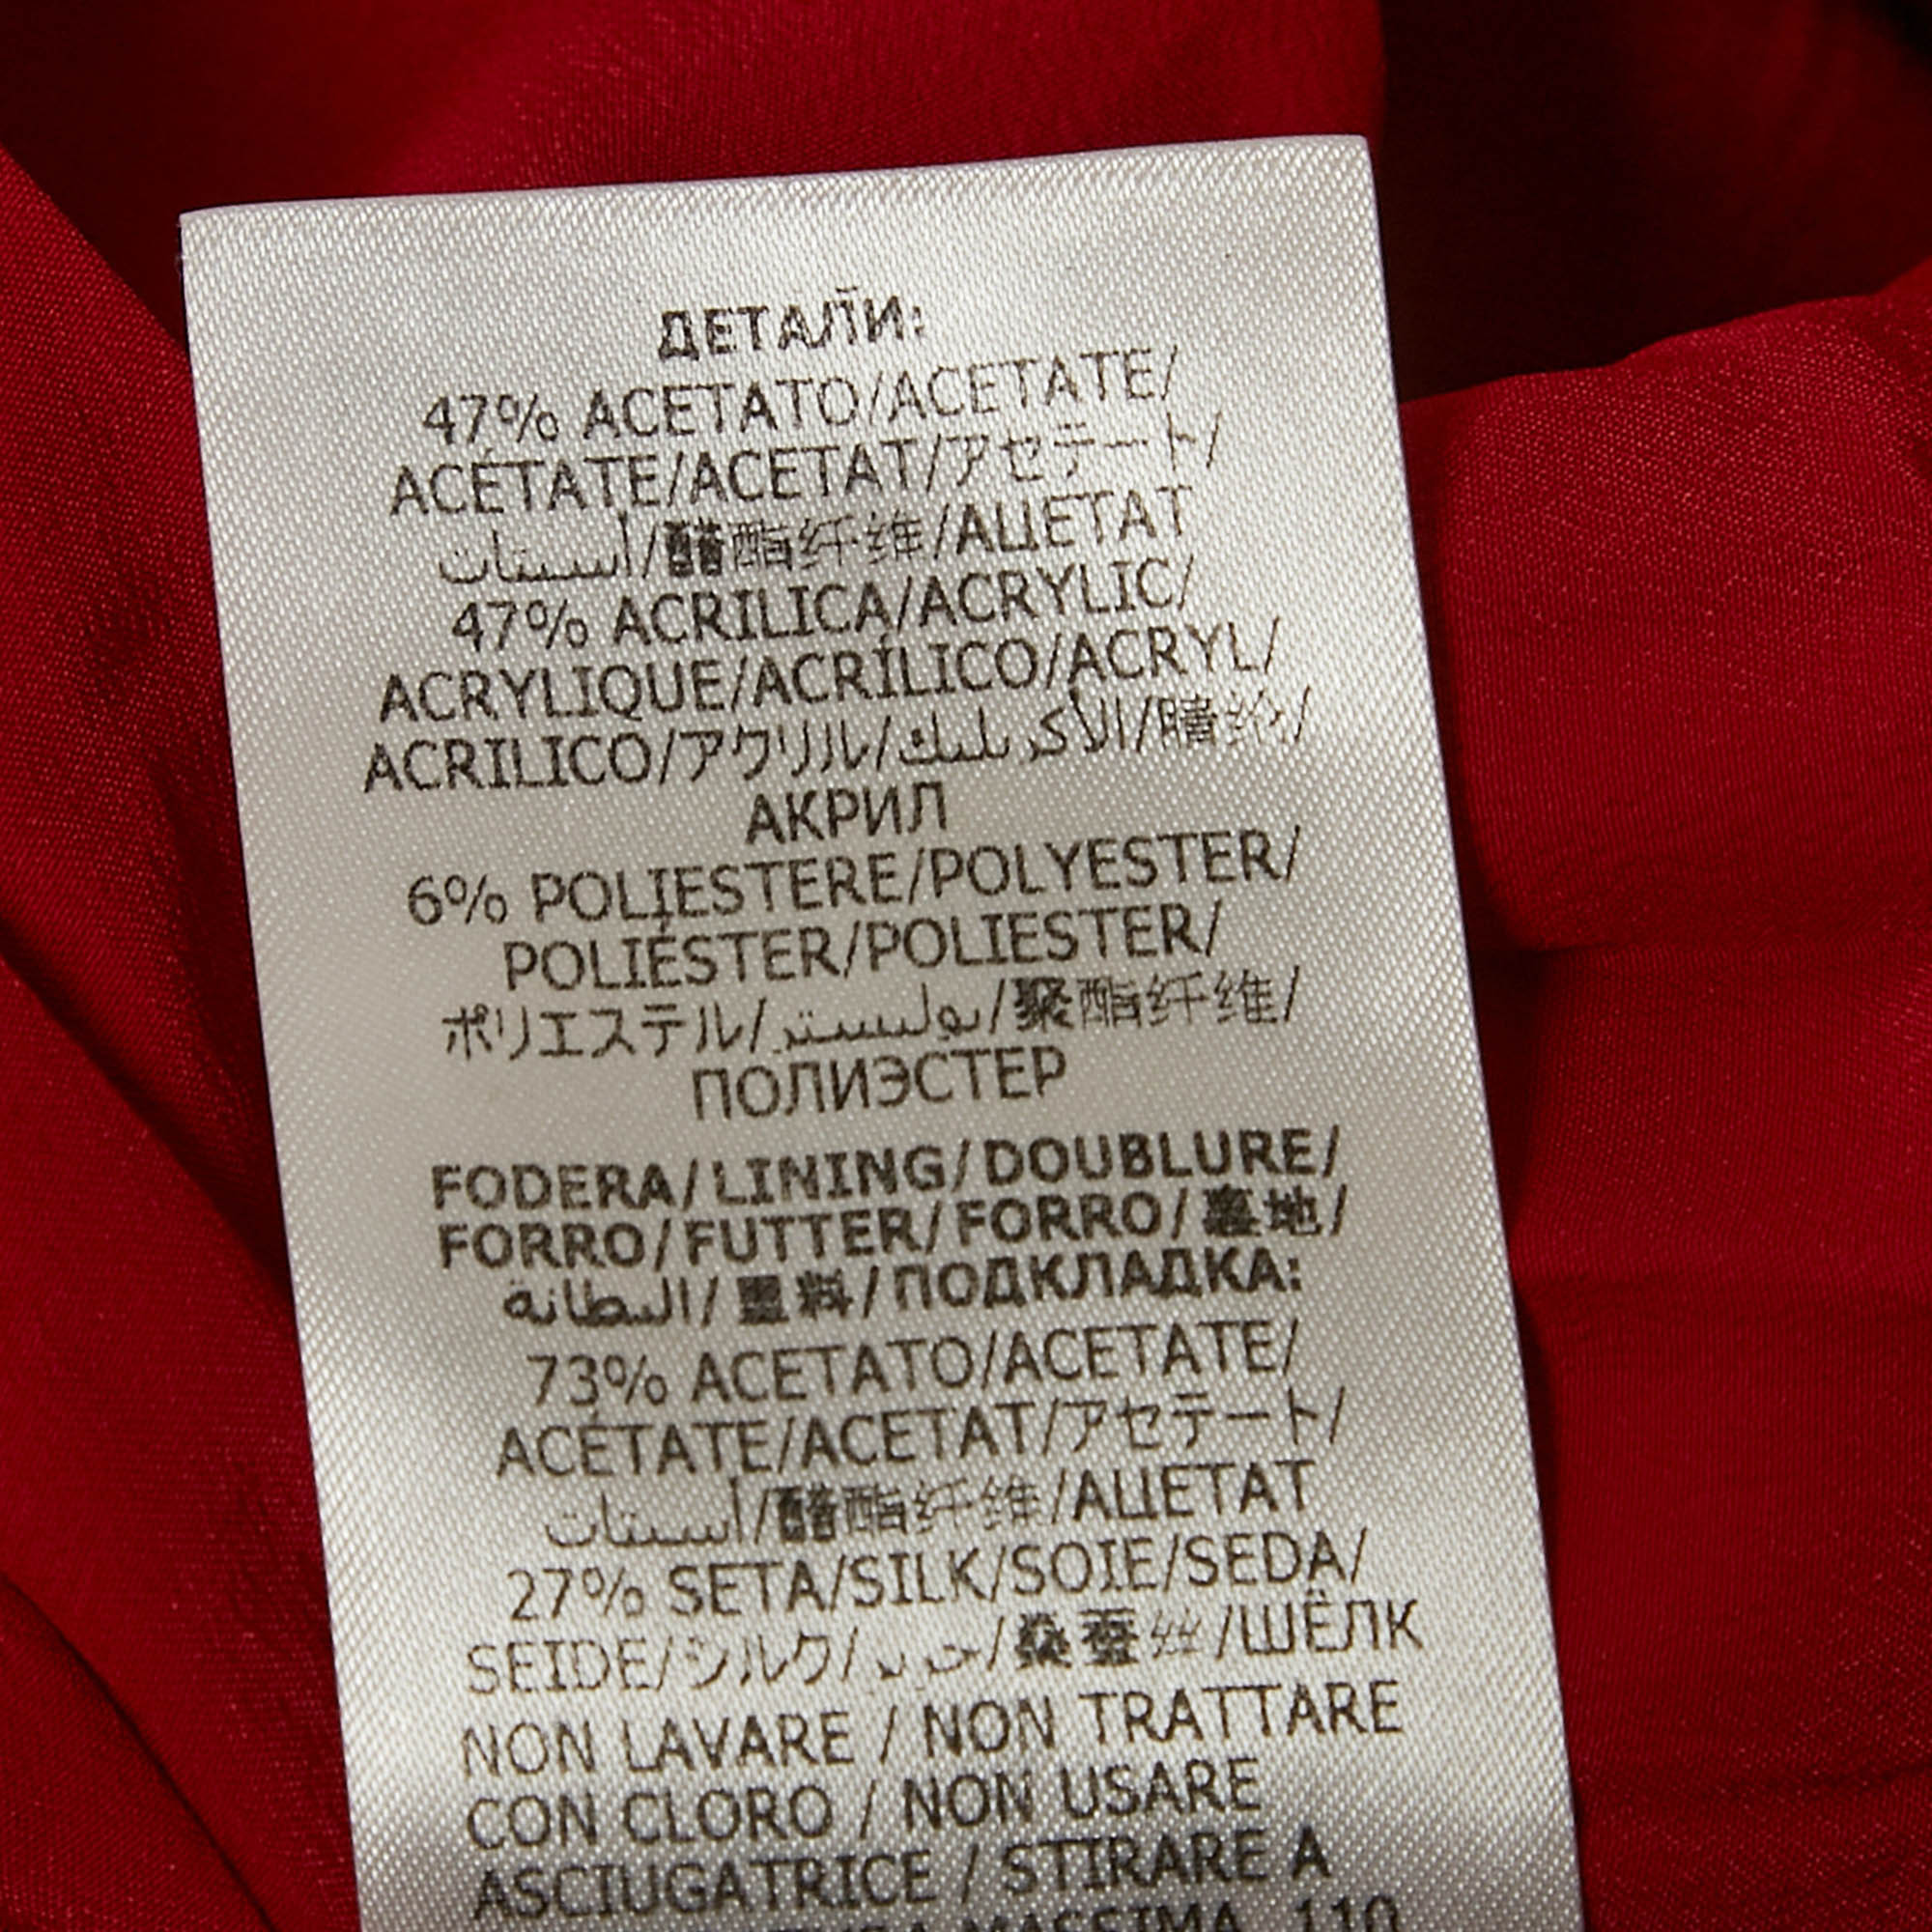 ДЕТАЛИ:
47% ACETATO/ACETATE/
ACÉTATE/ACETAT/アセテート/
أسيتات/醋酯纤维/АЦЕТАТ
47% ACRILICA/ACRYLIC/
ACRYLIQUE/ACRÍLICO/ACRYL/
ACRILICO/アクリル/الأكريليك/腈纶/
АКРИЛ
6% POLIESTERE/POLYESTER/
POLIÉSTER/POLIESTER/
ポリエステル/بوليستر/聚酯纤维/
ПОЛИЭСТЕР
FODERA/LINING/DOUBLURE/
FORRO/FUTTER/FORRO/裏地/
البطانة/里料/ПОДКЛАДКА:
73% ACETATO/ACETATE/
ACÉTATE/ACETAT/アセテート/
أسيتات/醋酯纤维/АЦЕТАТ
27% SETA/SILK/SOIE/SEDA/
SEIDE/シルク/桑蚕丝/ШЁЛК
NON LAVARE / NON TRATTARE
CON CLORO / NON USARE
ASCIUGATRICE / STIRARE A
MASSIMA 110